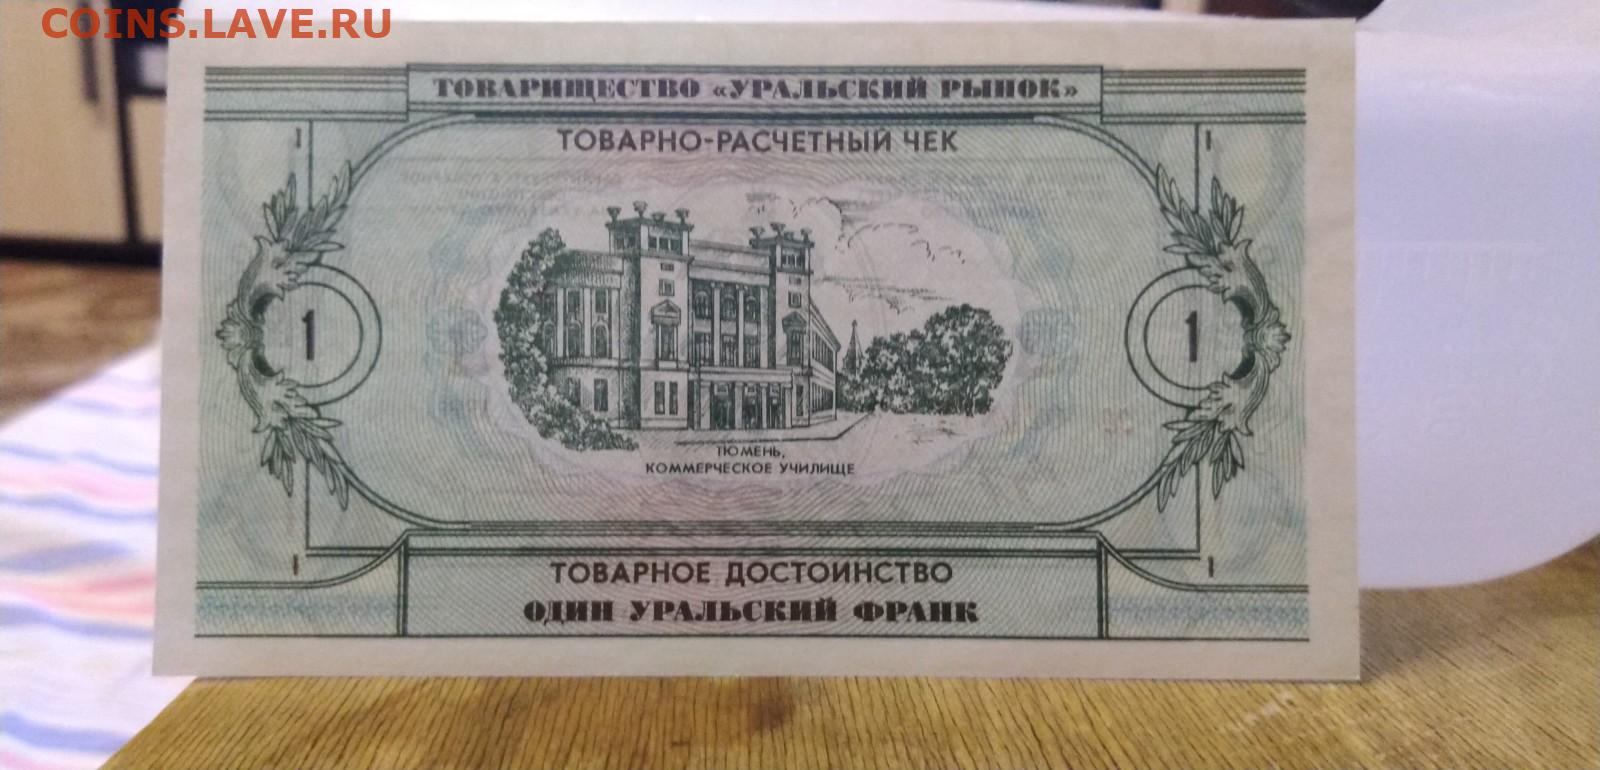 COINS.LAVE.RU
ТОВАРИЩЕСТВО «УРАЛЬСКИЙ РЫНОК»
ТОВАРНО-РАСЧЕТНЫЙ ЧЕК
1 1
1 1
ТЮМЕНЬ,
КОММЕРЧЕСКОЕ УЧИЛИЩЕ
1 1
ТОВАРНОЕ ДОСТОИНСТВО
ОДИН УРАЛЬСКИЙ ФРАНК